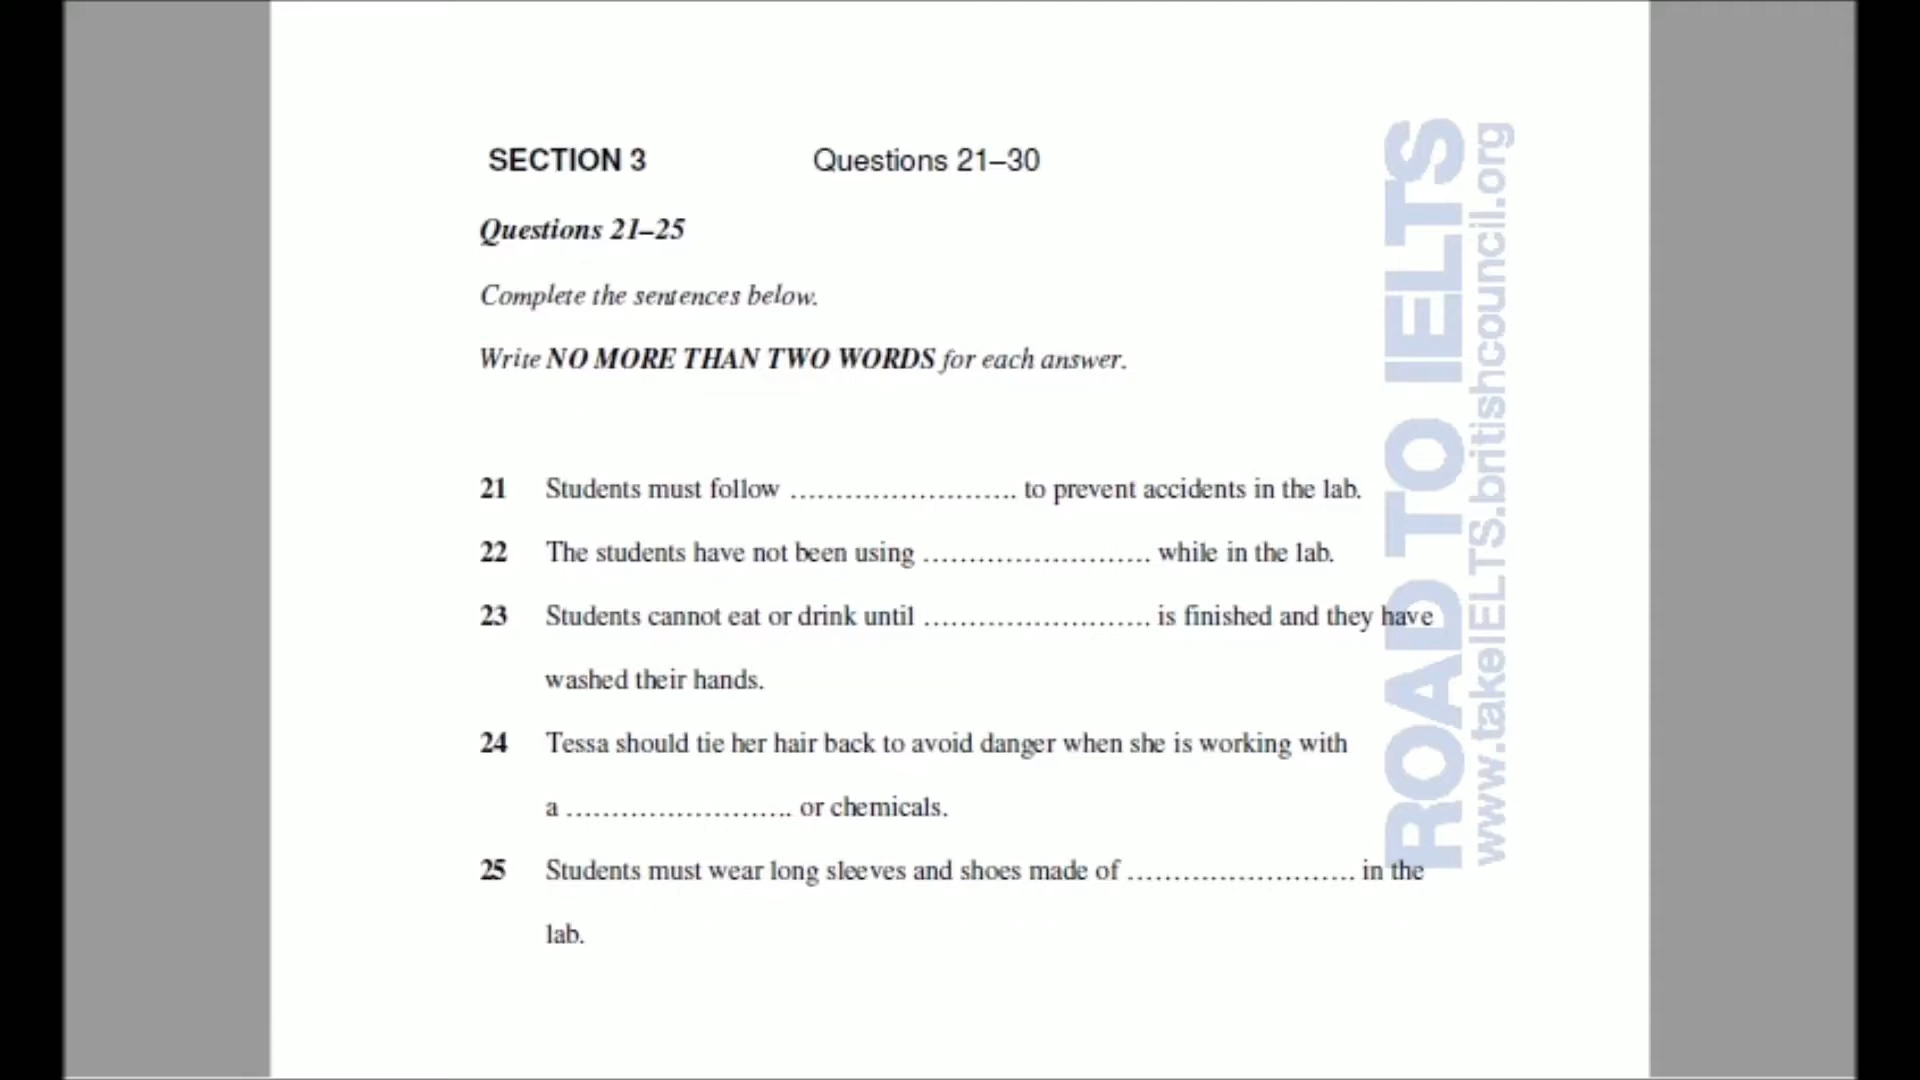 SECTION 3 Questions 21–30
Questions 21–25
Complete the sentences below.
Write NO MORE THAN TWO WORDS for each answer.
21 Students must follow ......................... to prevent accidents in the lab.
22 The students have not been using ......................... while in the lab.
23 Students cannot eat or drink until ......................... is finished and they have
washed their hands.
24 Tessa should tie her hair back to avoid danger when she is working with
a ......................... or chemicals.
25 Students must wear long sleeves and shoes made of ......................... in the
lab.
ROAD TO IELTS
www.takeIELTS.britishcouncil.org